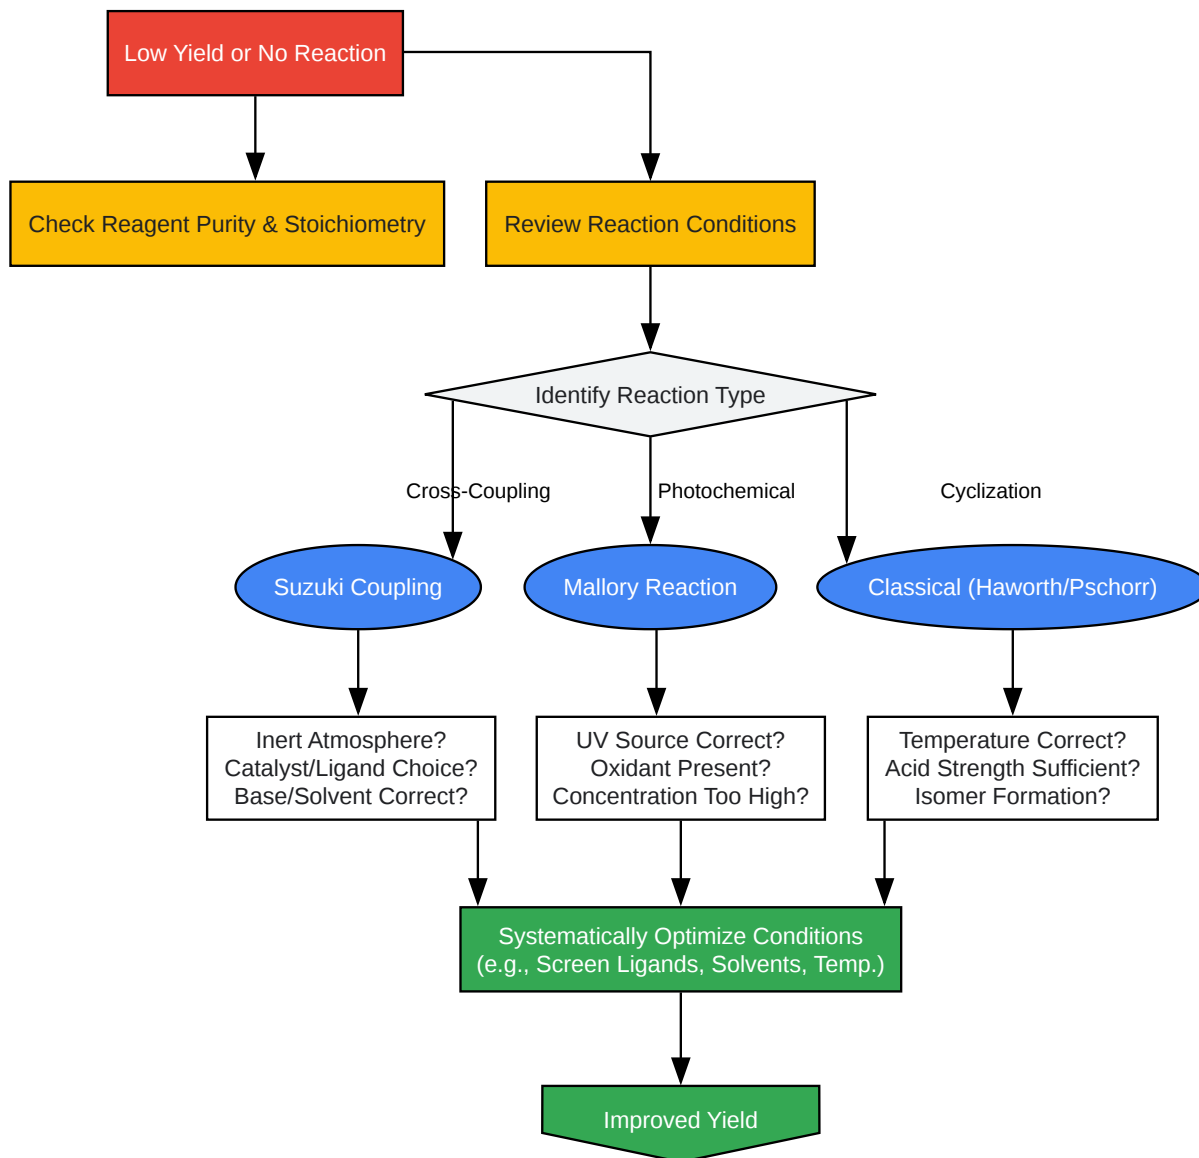 Low Yield or No Reaction
Check Reagent Purity & Stoichiometry
Review Reaction Conditions
Identify Reaction Type
Cross-Coupling
Photochemical
Cyclization
Suzuki Coupling
Mallory Reaction
Classical (Haworth/Pschorr)
Inert Atmosphere?
Catalyst/Ligand Choice?
Base/Solvent Correct?
UV Source Correct?
Oxidant Present?
Concentration Too High?
Temperature Correct?
Acid Strength Sufficient?
Isomer Formation?
Systematically Optimize Conditions
(e.g., Screen Ligands, Solvents, Temp.)
Improved Yield